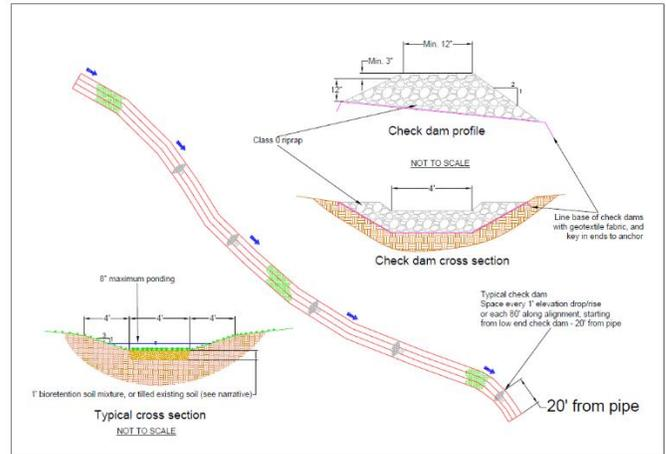 Min. 12"
Min. 3"
12"
2
1
Class 0 riprap
Check dam profile
NOT TO SCALE
4'
Line base of check dams
with geotextile fabric, and
key in ends to anchor
Check dam cross section
8" maximum ponding
4'
4'
4'
3
1
1' bioretention soil mixture, or tilled existing soil (see narrative)
Typical cross section
NOT TO SCALE
Typical check dam
Space every 1' elevation drop/rise
or each 80' along alignment, starting
from low end check dam - 20' from pipe
20' from pipe